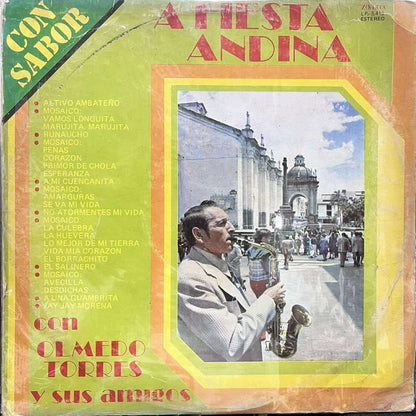 CON
SABOR
A FIESTA
ANDINA
LP-
ESTEREO
ALTIVO AMBATEÑO
MOSAICO:
VAMOS LONGUITA
MARUJITA, MARUJITA
RUNAUCHO
MOSAICO:
PENAS
CORAZON
PRIMOR DE CHOLA
ESPERANZA
A MI CUENCANITA
MOSAICO:
AMARGURAS
SE VA MI VIDA
NO ATORMENTES MI VIDA
MOSAICO
LA CULEBRA
LA HUEVERA
LO MEJOR DE MI TIERRA
VIDA MIA CORAZON
EL BORRACHITO
EL SALINERO
MOSAICO:
AVECILLA
DESDICHAS
A UNA GUAMBRITA
JAY JAY MORENA
con
OLMEDO
TORRES
y sus amigos